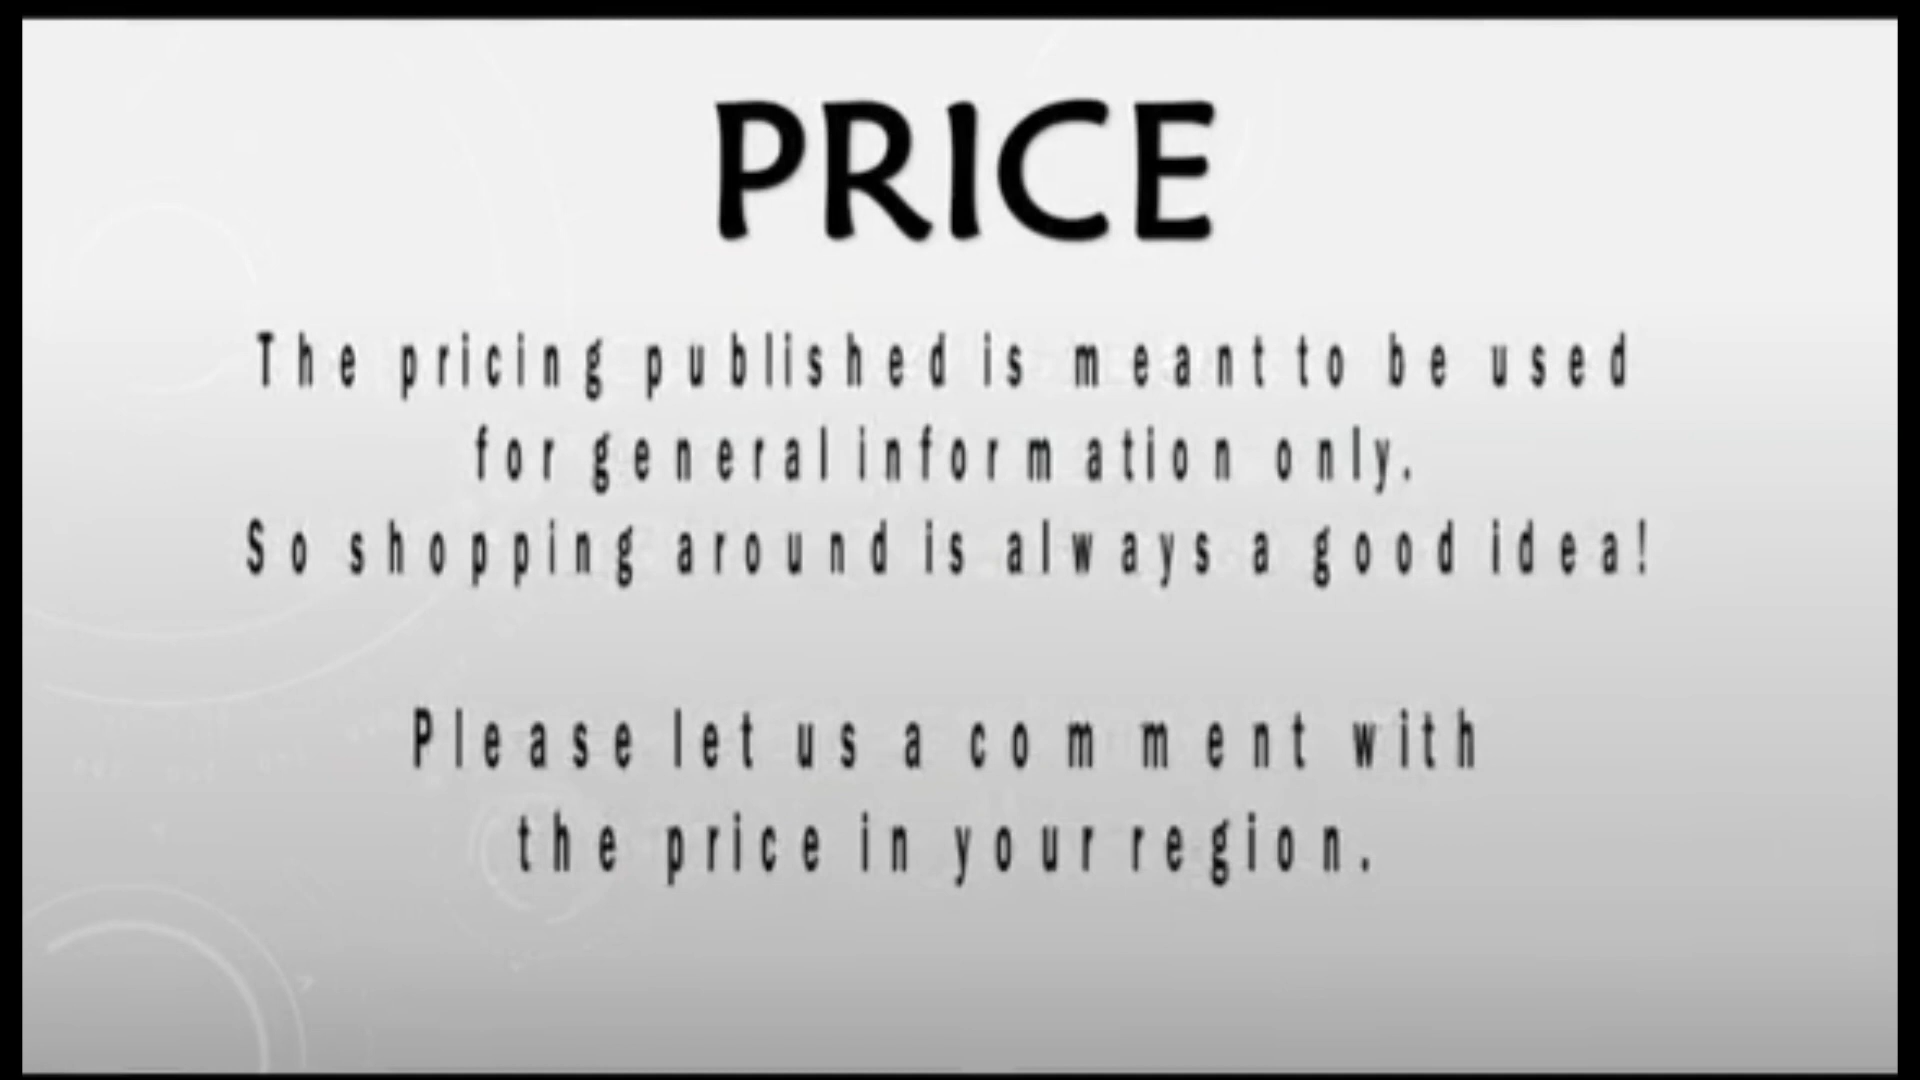 PRICE
The pricing published is meant to be used
for general information only.
So shopping around is always a good idea!
Please let us a comment with
the price in your region.